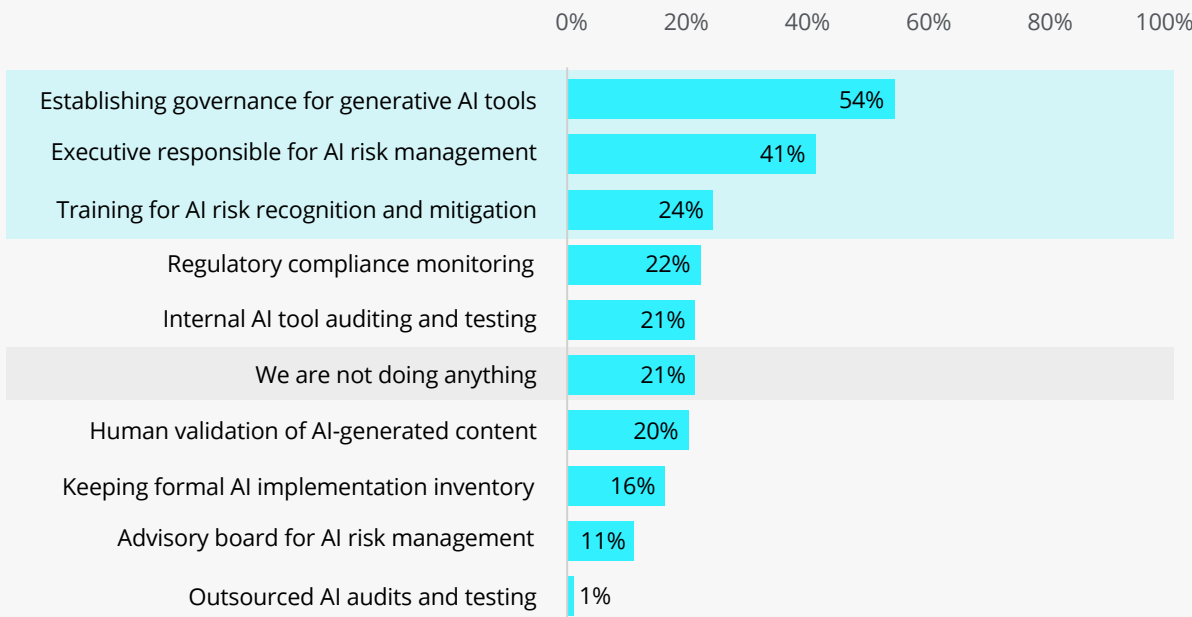 0% 20% 40% 60% 80% 100%
Establishing governance for generative AI tools 54%
Executive responsible for AI risk management 41%
Training for AI risk recognition and mitigation 24%
Regulatory compliance monitoring 22%
Internal AI tool auditing and testing 21%
We are not doing anything 21%
Human validation of AI-generated content 20%
Keeping formal AI implementation inventory 16%
Advisory board for AI risk management 11%
Outsourced AI audits and testing 1%